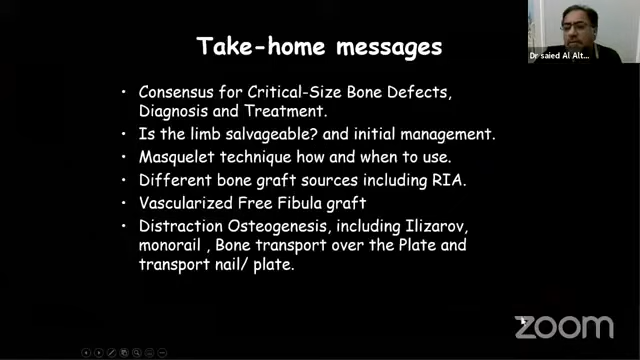 Take-home messages
Dr saied Al Alt...
• Consensus for Critical-Size Bone Defects,
Diagnosis and Treatment.
• Is the limb salvageable? and initial management.
• Masquelet technique how and when to use.
• Different bone graft sources including RIA.
• Vascularized Free Fibula graft
• Distraction Osteogenesis, including Ilizarov,
monorail , Bone transport over the Plate and
transport nail/ plate.
zoom